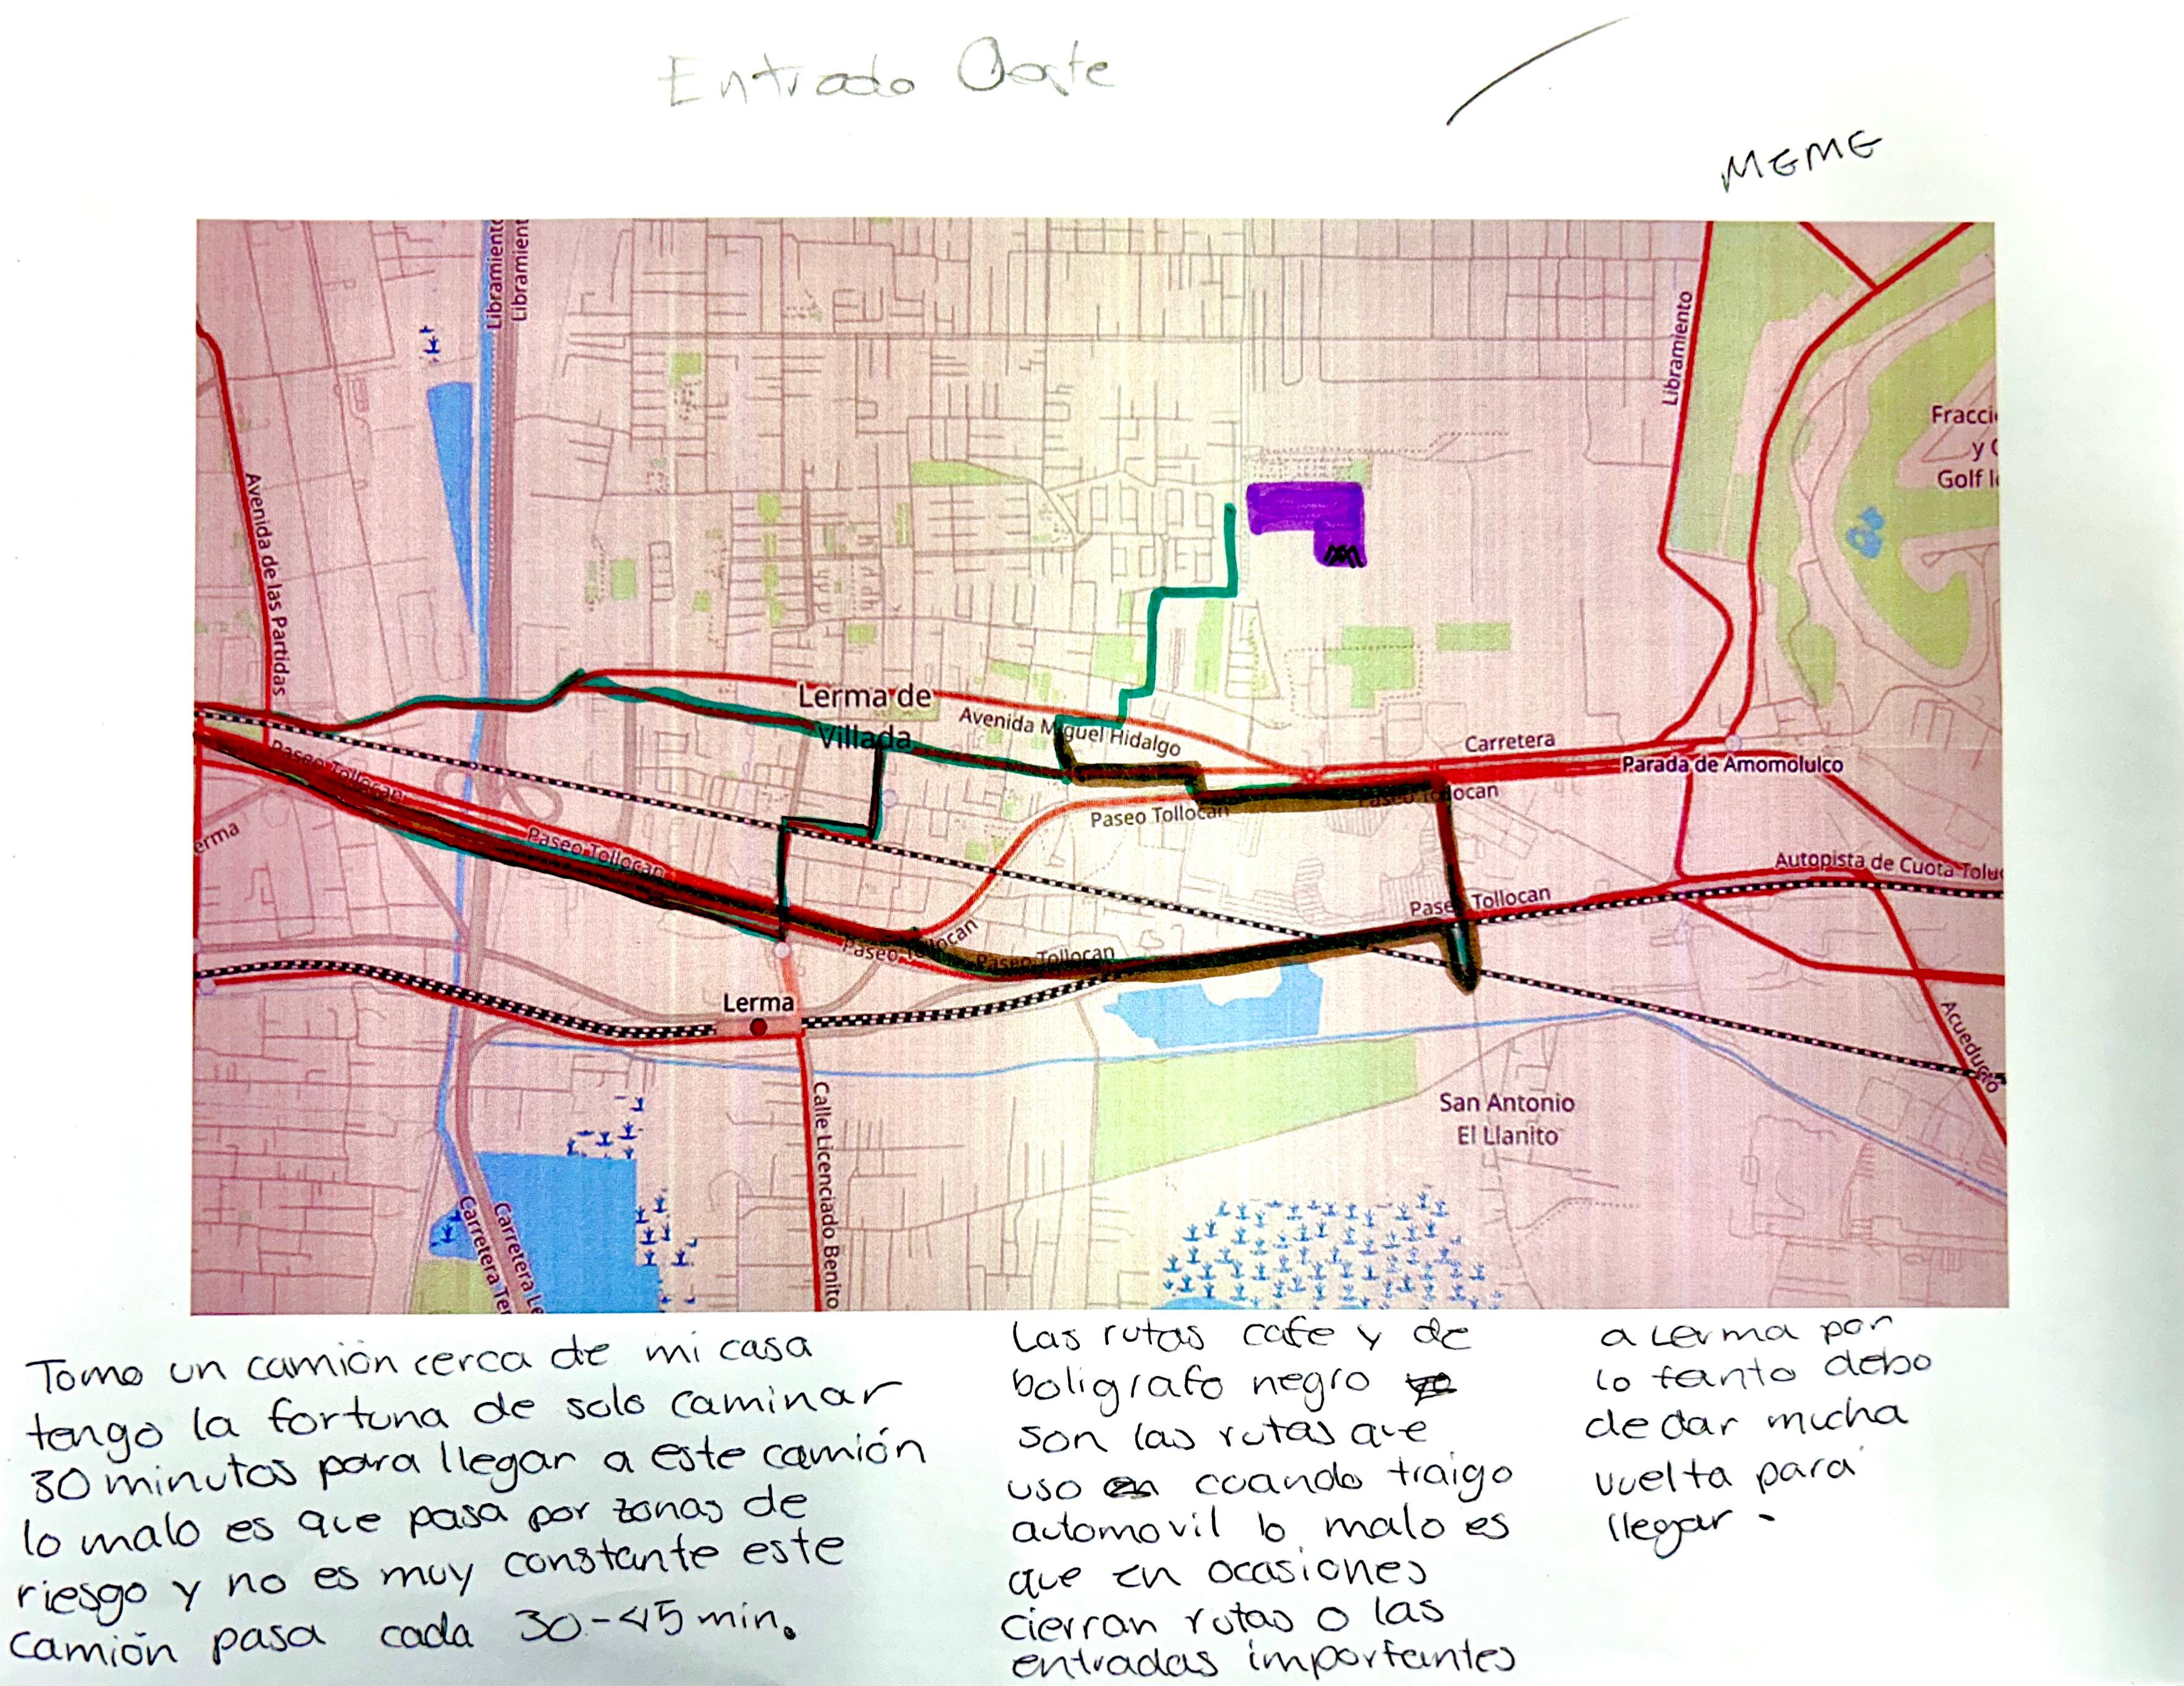 Entrado Oeste
MEME
Libramiento
Libramient
Libramiento
Fracci
y C
Golf l
Avenida de las Partidas
Lerma de
Villada
Avenida Miguel Hidalgo
Carretera
Parada de Amomolulco
Paseo Tollocan
Paseo Tollocan
Paseo Tollocan
Paseo Tollocan
erma
Autopista de Cuota Toluc
Paseo Tollocan
Paseo Tollocan
Paseo Tollocan
Lerma
Acueducto
Calle Licenciado Benito
San Antonio
El Llanito
Carretera Le
Carretera Ter
Tomo un camión cerca de mi casa
tengo la fortuna de solo caminar
30 minutos para llegar a este camión
lo malo es que pasa por zonas de
riesgo y no es muy constante este
camión pasa cada 30-45 min.
Las rutas cafe y de
boligrafo negro
son las rutas que
uso cuando traigo
automovil lo malo es
que en ocasiones
cierran rutas o las
entradas importantes
a Lerma por
lo tanto debo
de dar mucha
vuelta para
llegar.